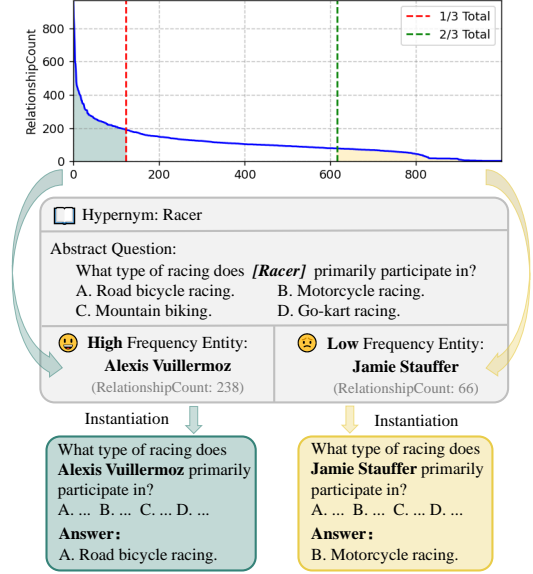 RelationshipCount
800
600
400
200
0
1/3 Total
2/3 Total
0
200
400
600
800
Hypernym: Racer
Abstract Question:
What type of racing does [Racer] primarily participate in?
A. Road bicycle racing. B. Motorcycle racing.
C. Mountain biking. D. Go-kart racing.
High Frequency Entity:
Alexis Vuillermoz
(RelationshipCount: 238)
Low Frequency Entity:
Jamie Stauffer
(RelationshipCount: 66)
Instantiation
Instantiation
What type of racing does
Alexis Vuillermoz primarily
participate in?
A. ... B. ... C. ... D. ...
Answer:
A. Road bicycle racing.
What type of racing does
Jamie Stauffer primarily
participate in?
A. ... B. ... C. ... D. ...
Answer:
B. Motorcycle racing.